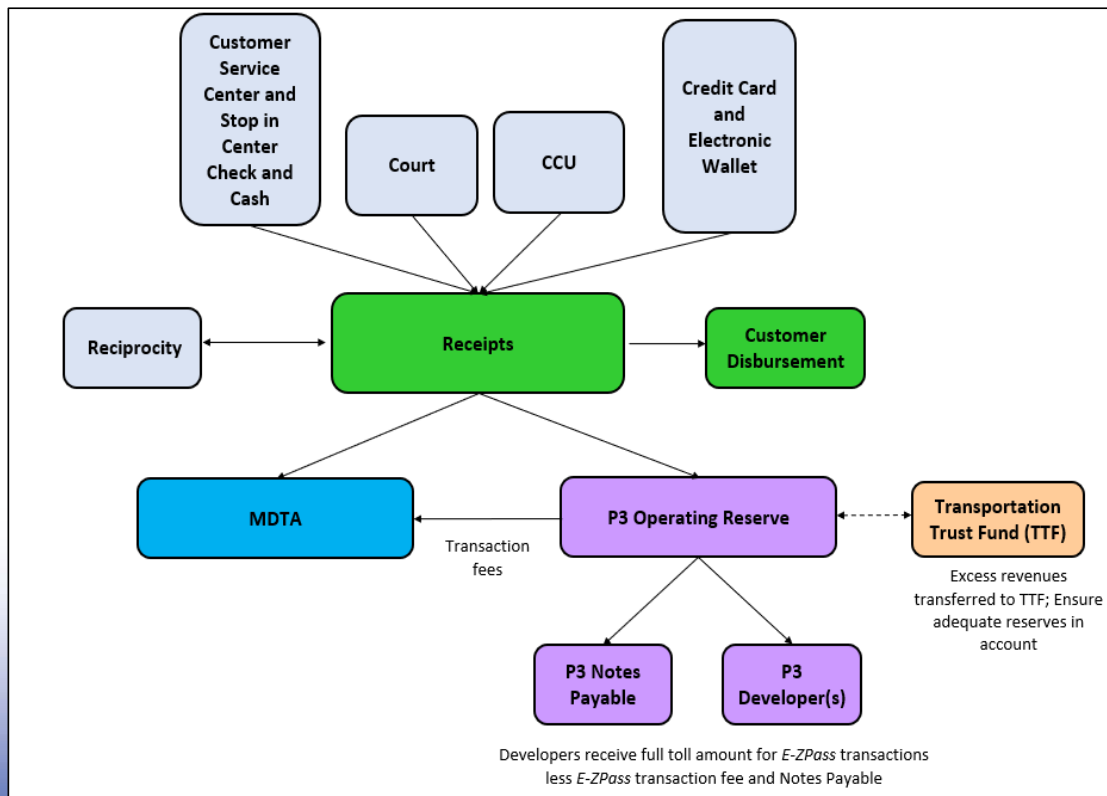 Customer
Service
Center and
Stop in
Center
Check and
Cash
Court
CCU
Credit Card
and
Electronic
Wallet
Reciprocity
Receipts
Customer
Disbursement
MDTA
Transaction
fees
P3 Operating Reserve
Transportation
Trust Fund (TTF)
Excess revenues
transferred to TTF; Ensure
adequate reserves in
account
P3 Notes
Payable
P3
Developer(s)
Developers receive full toll amount for E-ZPass transactions
less E-ZPass transaction fee and Notes Payable